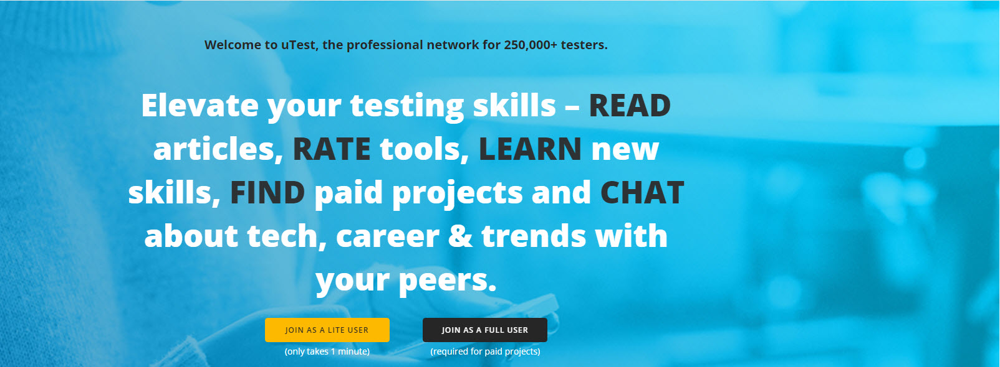 Welcome to uTest, the professional network for 250,000+ testers.
Elevate your testing skills – READ
articles, RATE tools, LEARN new
skills, FIND paid projects and CHAT
about tech, career & trends with
your peers.
JOIN AS A LITE USER
(only takes 1 minute)
JOIN AS A FULL USER
(required for paid projects)